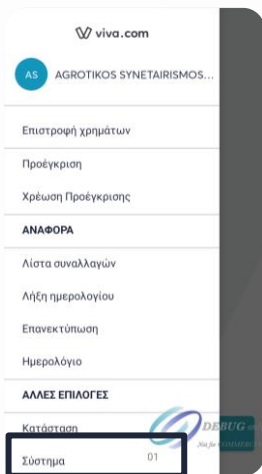 viva.com
AS AGROTIKOS SYNETAIRISMOS...
Επιστροφή χρημάτων
Προέγκριση
Χρέωση Προέγκρισης
ΑΝΑΦΟΡΑ
Λίστα συναλλαγών
Λήξη ημερολογίου
Επανεκτύπωση
Ημερολόγιο
ΑΛΛΕΣ ΕΠΙΛΟΓΕΣ
Κατάσταση
DEBUG
Σύστημα 01